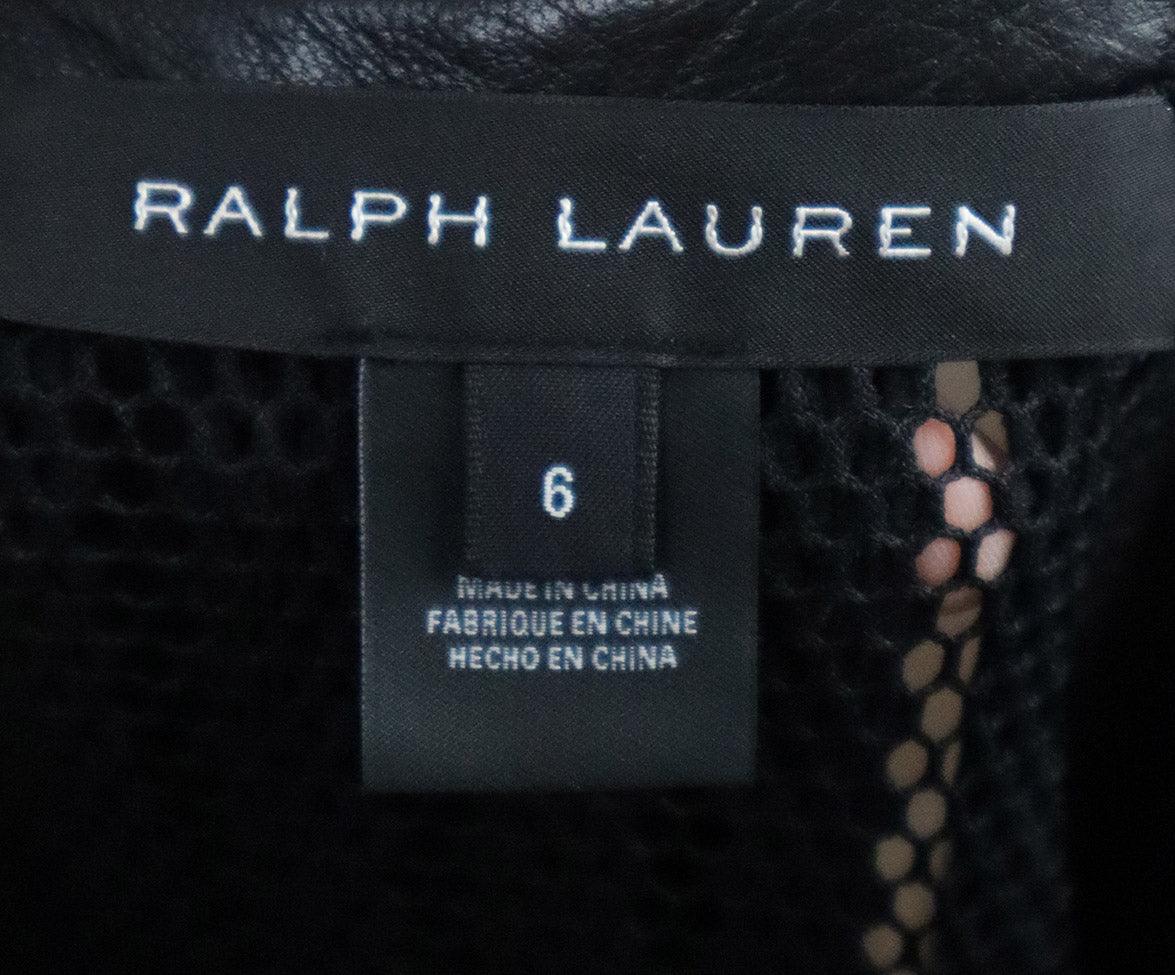 RALPH LAUREN
6
MADE IN CHINA
FABRIQUE EN CHINE
HECHO EN CHINA